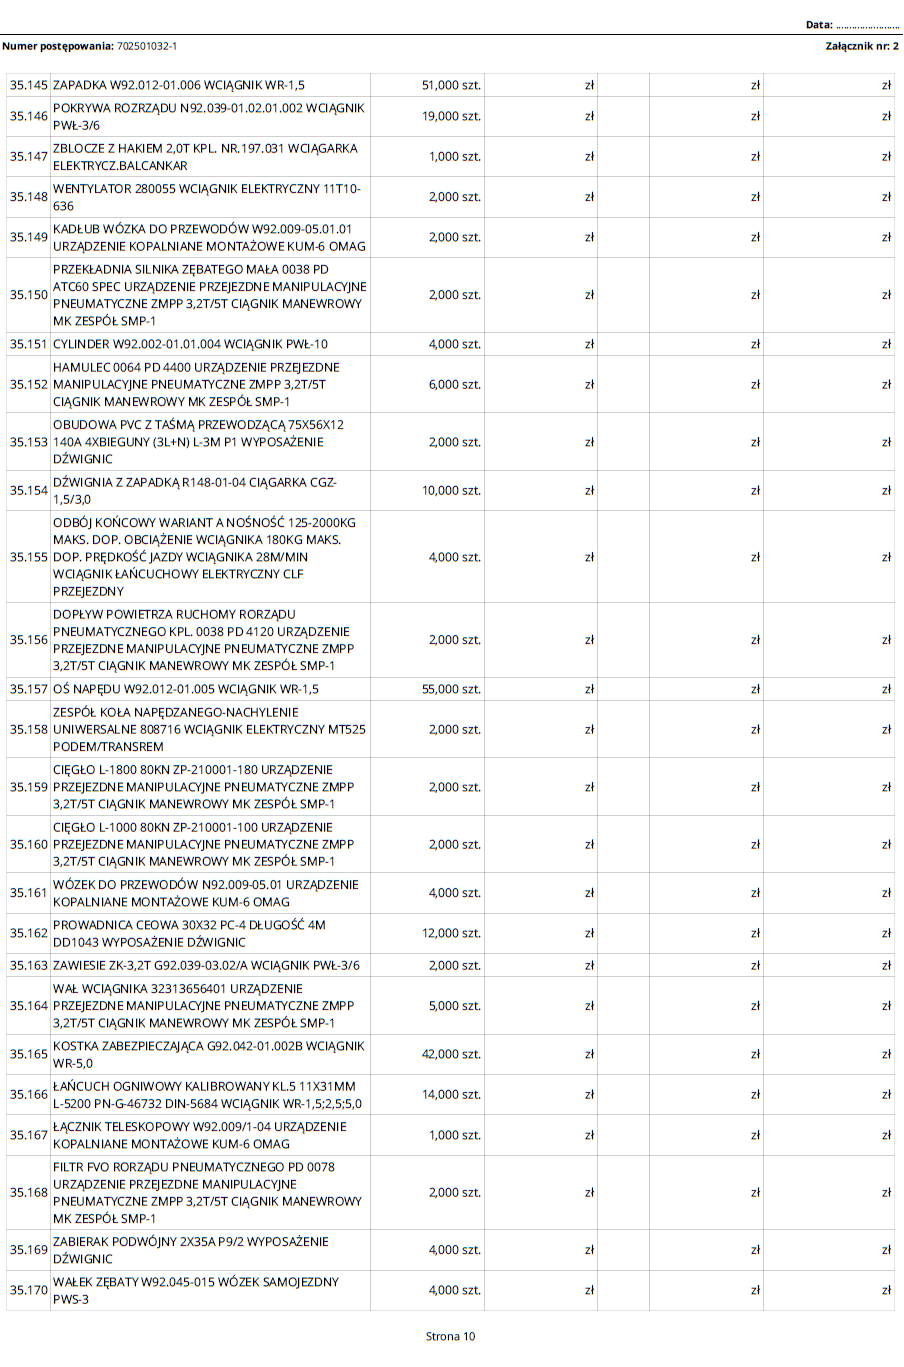 Data: ........................
Numer postępowania: 702501032-1 Załącznik nr: 2
35.145 ZAPADKA W92.012-01.006 WCIĄGNIK WR-1,5 51,000 szt. zł zł zł
35.146 POKRYWA ROZRZĄDU N92.039-01.02.01.002 WCIĄGNIK
PWŁ-3/6 19,000 szt. zł zł zł
35.147 ZBLOCZE Z HAKIEM 2,0T KPL. NR.197.031 WCIĄGARKA
ELEKTRYCZ.BALCANKAR 1,000 szt. zł zł zł
35.148 WENTYLATOR 280055 WCIĄGNIK ELEKTRYCZNY 11T10-
636 2,000 szt. zł zł zł
35.149 KADŁUB WÓZKA DO PRZEWODÓW W92.009-05.01.01
URZĄDZENIE KOPALNIANE MONTAŻOWE KUM-6 OMAG 2,000 szt. zł zł zł
35.150 PRZEKŁADNIA SILNIKA ZĘBATEGO MAŁA 0038 PD
ATC60 SPEC URZĄDZENIE PRZEJEZDNE MANIPULACYJNE
PNEUMATYCZNE ZMPP 3,2T/5T CIĄGNIK MANEWROWY
MK ZESPÓŁ SMP-1 2,000 szt. zł zł zł
35.151 CYLINDER W92.002-01.01.004 WCIĄGNIK PWŁ-10 4,000 szt. zł zł zł
35.152 HAMULEC 0064 PD 4400 URZĄDZENIE PRZEJEZDNE
MANIPULACYJNE PNEUMATYCZNE ZMPP 3,2T/5T
CIĄGNIK MANEWROWY MK ZESPÓŁ SMP-1 6,000 szt. zł zł zł
35.153 OBUDOWA PVC Z TAŚMĄ PRZEWODZĄCĄ 75X56X12
140A 4XBIEGUNY (3L+N) L-3M P1 WYPOSAŻENIE
DŹWIGNIC 2,000 szt. zł zł zł
35.154 DŹWIGNIA Z ZAPADKĄ R148-01-04 CIĄGARKA CGZ-
1,5/3,0 10,000 szt. zł zł zł
35.155 ODBÓJ KOŃCOWY WARIANT A NOŚNOŚĆ 125-2000KG
MAKS. DOP. OBCIĄŻENIE WCIĄGNIKA 180KG MAKS.
DOP. PRĘDKOŚĆ JAZDY WCIĄGNIKA 28M/MIN
WCIĄGNIK ŁAŃCUCHOWY ELEKTRYCZNY CLF
PRZEJEZDNY 4,000 szt. zł zł zł
35.156 DOPŁYW POWIETRZA RUCHOMY RORZĄDU
PNEUMATYCZNEGO KPL. 0038 PD 4120 URZĄDZENIE
PRZEJEZDNE MANIPULACYJNE PNEUMATYCZNE ZMPP
3,2T/5T CIĄGNIK MANEWROWY MK ZESPÓŁ SMP-1 2,000 szt. zł zł zł
35.157 OŚ NAPĘDU W92.012-01.005 WCIĄGNIK WR-1,5 55,000 szt. zł zł zł
35.158 ZESPÓŁ KOŁA NAPĘDZANEGO-NACHYLENIE
UNIWERSALNE 808716 WCIĄGNIK ELEKTRYCZNY MT525
PODEM/TRANSREM 2,000 szt. zł zł zł
35.159 CIĘGŁO L-1800 80KN ZP-210001-180 URZĄDZENIE
PRZEJEZDNE MANIPULACYJNE PNEUMATYCZNE ZMPP
3,2T/5T CIĄGNIK MANEWROWY MK ZESPÓŁ SMP-1 2,000 szt. zł zł zł
35.160 CIĘGŁO L-1000 80KN ZP-210001-100 URZĄDZENIE
PRZEJEZDNE MANIPULACYJNE PNEUMATYCZNE ZMPP
3,2T/5T CIĄGNIK MANEWROWY MK ZESPÓŁ SMP-1 2,000 szt. zł zł zł
35.161 WÓZEK DO PRZEWODÓW N92.009-05.01 URZĄDZENIE
KOPALNIANE MONTAŻOWE KUM-6 OMAG 4,000 szt. zł zł zł
35.162 PROWADNICA CEOWA 30X32 PC-4 DŁUGOŚĆ 4M
DD1043 WYPOSAŻENIE DŹWIGNIC 12,000 szt. zł zł zł
35.163 ZAWIESIE ZK-3,2T G92.039-03.02/A WCIĄGNIK PWŁ-3/6 2,000 szt. zł zł zł
35.164 WAŁ WCIĄGNIKA 32313656401 URZĄDZENIE
PRZEJEZDNE MANIPULACYJNE PNEUMATYCZNE ZMPP
3,2T/5T CIĄGNIK MANEWROWY MK ZESPÓŁ SMP-1 5,000 szt. zł zł zł
35.165 KOSTKA ZABEZPIECZAJĄCA G92.042-01.002B WCIĄGNIK
WR-5,0 42,000 szt. zł zł zł
35.166 ŁAŃCUCH OGNIWOWY KALIBROWANY KL.5 11X31MM
L-5200 PN-G-46732 DIN-5684 WCIĄGNIK WR-1,5;2,5;5,0 14,000 szt. zł zł zł
35.167 ŁĄCZNIK TELESKOPOWY W92.009/1-04 URZĄDZENIE
KOPALNIANE MONTAŻOWE KUM-6 OMAG 1,000 szt. zł zł zł
35.168 FILTR FVO RORZĄDU PNEUMATYCZNEGO PD 0078
URZĄDZENIE PRZEJEZDNE MANIPULACYJNE
PNEUMATYCZNE ZMPP 3,2T/5T CIĄGNIK MANEWROWY
MK ZESPÓŁ SMP-1 2,000 szt. zł zł zł
35.169 ZABIERAK PODWÓJNY 2X35A P9/2 WYPOSAŻENIE
DŹWIGNIC 4,000 szt. zł zł zł
35.170 WAŁEK ZĘBATY W92.045-015 WÓZEK SAMOJEZDNY
PWS-3 4,000 szt. zł zł zł
Strona 10